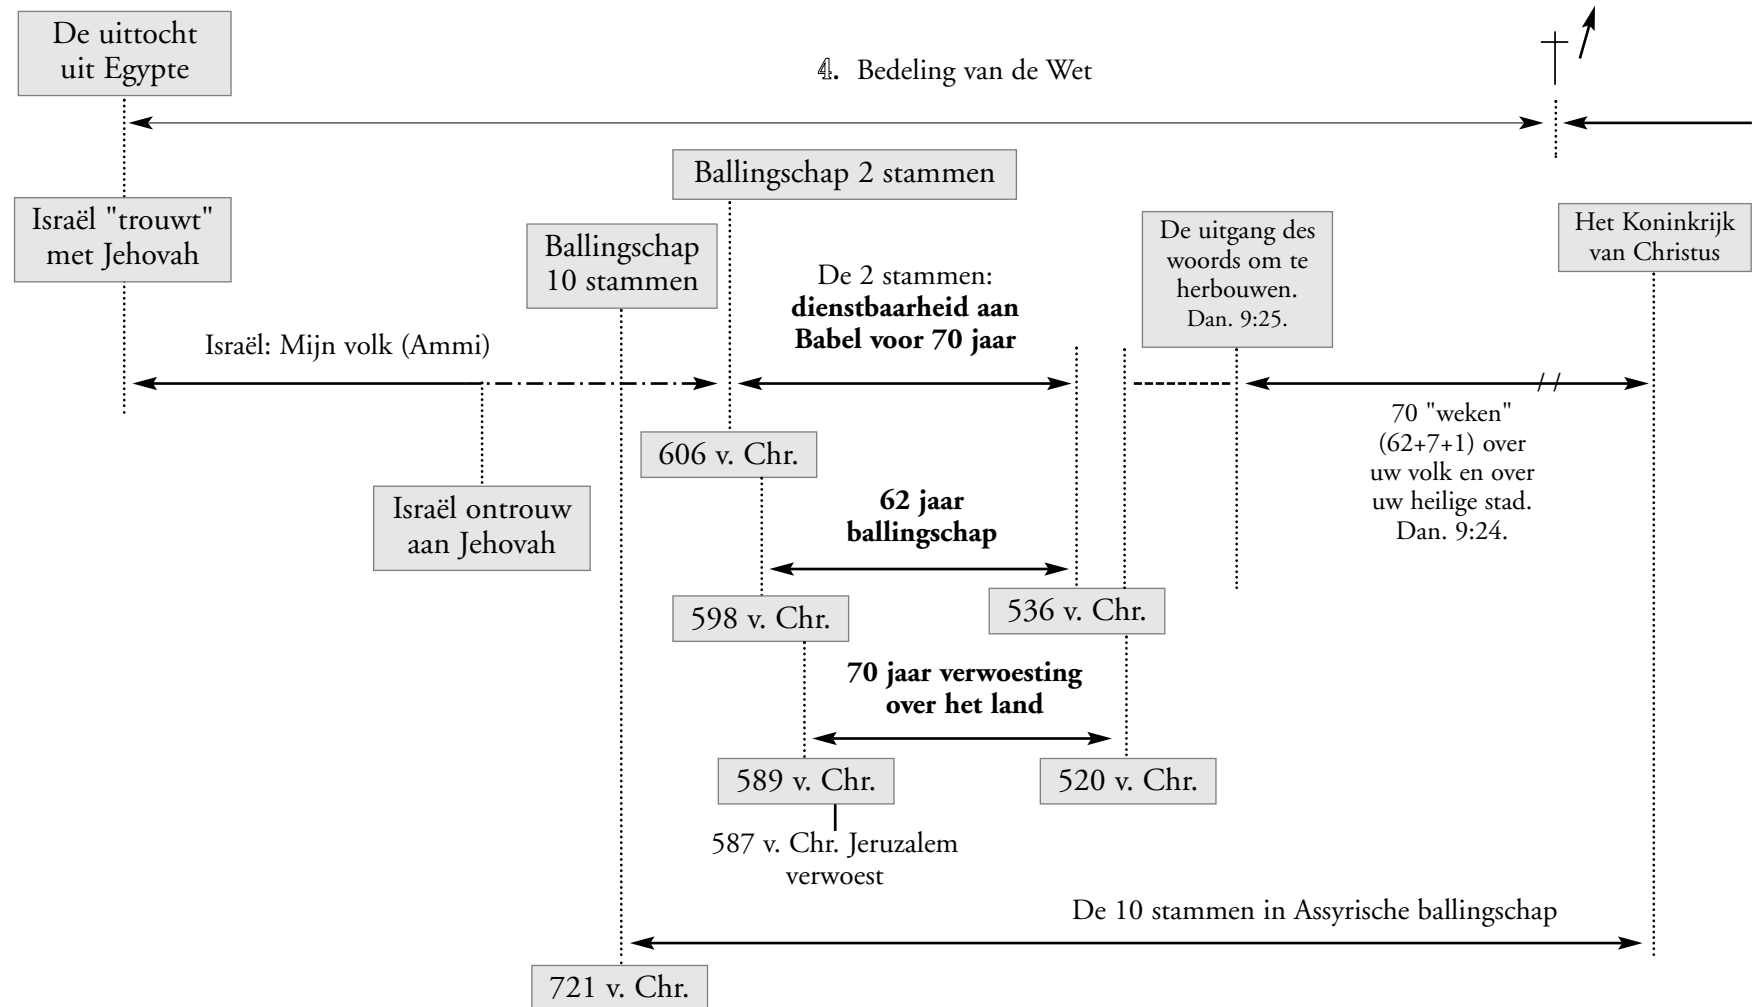 De uittocht
uit Egypte
4. Bedeling van de Wet
Ballingschap 2 stammen
Israël "trouwt"
met Jehovah
Ballingschap
10 stammen
De uitgang des
woords om te
herbouwen.
Dan. 9:25.
Het Koninkrijk
van Christus
De 2 stammen:
dienstbaarheid aan
Babel voor 70 jaar
Israël: Mijn volk (Ammi)
70 "weken"
(62+7+1) over
uw volk en over
uw heilige stad.
Dan. 9:24.
606 v. Chr.
Israël ontrouw
aan Jehovah
62 jaar
ballingschap
598 v. Chr.
536 v. Chr.
70 jaar verwoesting
over het land
589 v. Chr.
520 v. Chr.
587 v. Chr. Jeruzalem
verwoest
De 10 stammen in Assyrische ballingschap
721 v. Chr.